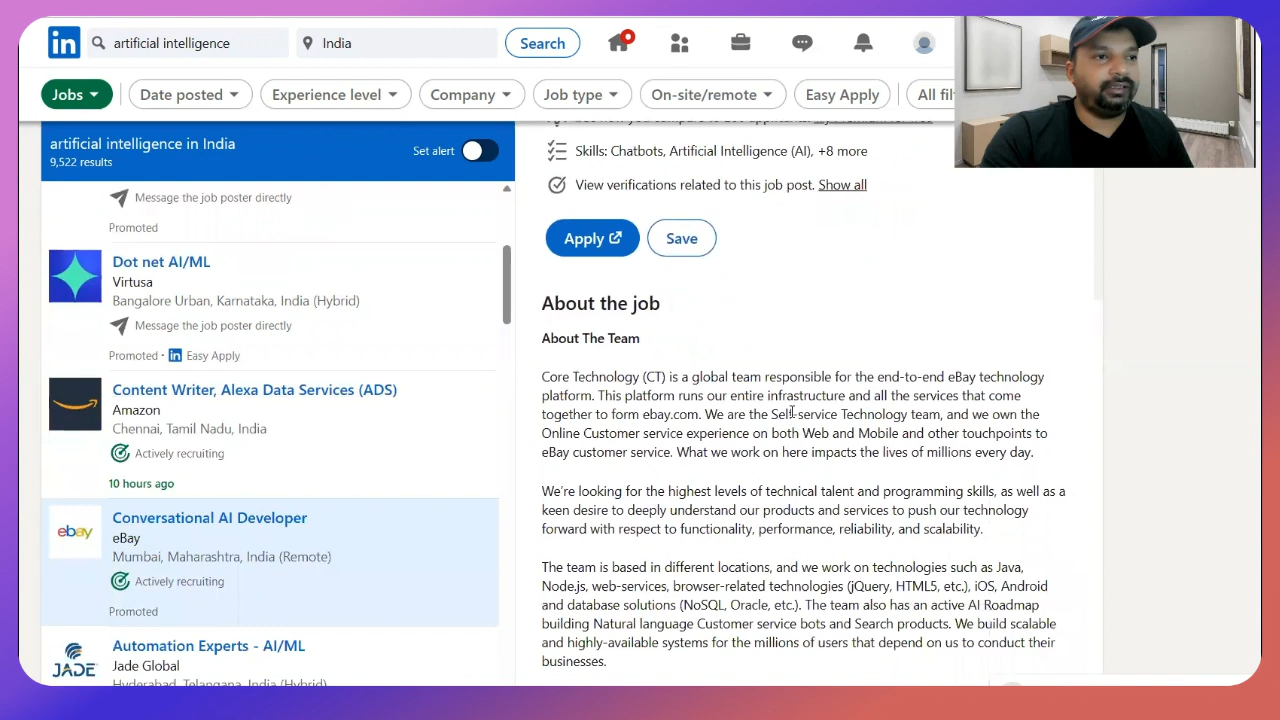 in
artificial intelligence
India
Search
Jobs
Date posted
Experience level
Company
Job type
On-site/remote
Easy Apply
All fil
artificial intelligence in India
9,522 results
Set alert
Message the job poster directly
Promoted
Dot net AI/ML
Virtusa
Bangalore Urban, Karnataka, India (Hybrid)
Message the job poster directly
Promoted · in Easy Apply
Content Writer, Alexa Data Services (ADS)
Amazon
Chennai, Tamil Nadu, India
Actively recruiting
10 hours ago
ebay
Conversational AI Developer
eBay
Mumbai, Maharashtra, India (Remote)
Actively recruiting
Promoted
JADE
Automation Experts - AI/ML
Jade Global
Hyderabad, Telangana, India (Hybrid)
Skills: Chatbots, Artificial Intelligence (AI), +8 more
View verifications related to this job post. Show all
Apply
Save
About the job
About The Team
Core Technology (CT) is a global team responsible for the end-to-end eBay technology
platform. This platform runs our entire infrastructure and all the services that come
together to form ebay.com. We are the Self-service Technology team, and we own the
Online Customer service experience on both Web and Mobile and other touchpoints to
eBay customer service. What we work on here impacts the lives of millions every day.
We're looking for the highest levels of technical talent and programming skills, as well as a
keen desire to deeply understand our products and services to push our technology
forward with respect to functionality, performance, reliability, and scalability.
The team is based in different locations, and we work on technologies such as Java,
Node.js, web-services, browser-related technologies (jQuery, HTML5, etc.), iOS, Android
and database solutions (NoSQL, Oracle, etc.). The team also has an active AI Roadmap
building Natural language Customer service bots and Search products. We build scalable
and highly-available systems for the millions of users that depend on us to conduct their
businesses.